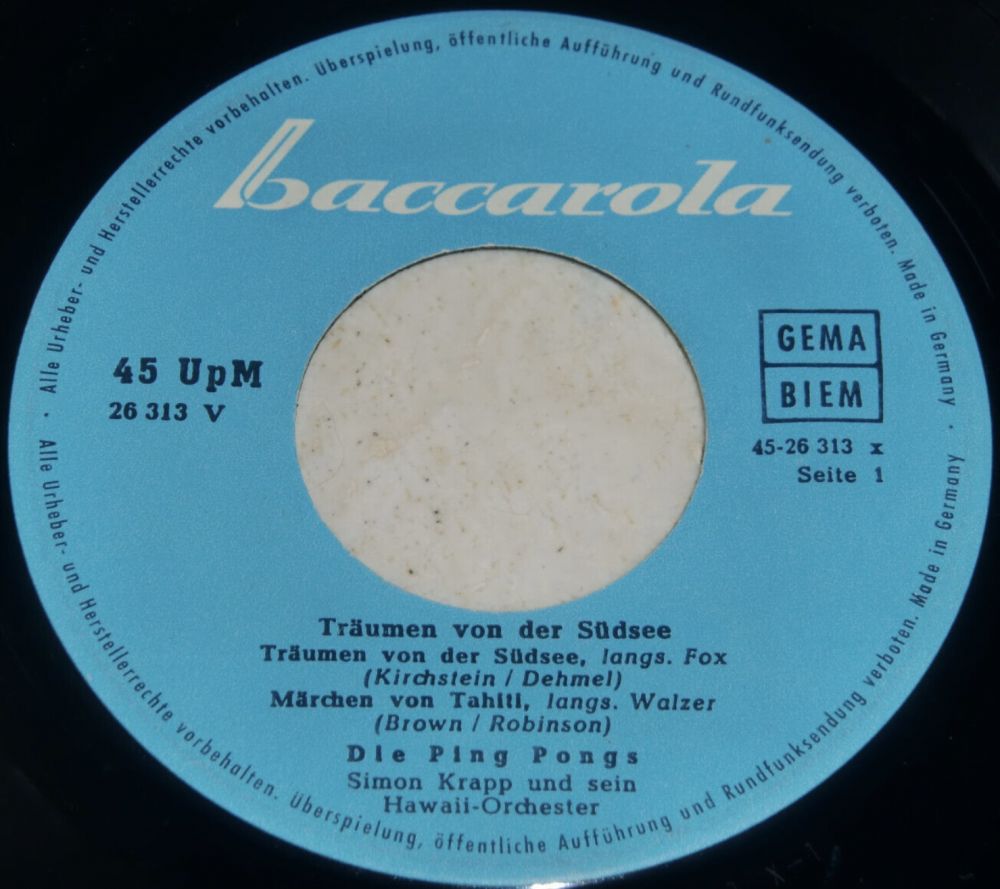 · Alle Urheber- und Herstellerrechte vorbehalten. Überspielung, öffentliche Aufführung und Rundfunksendung verboten. Made in Germany ·
baccarola
45 UpM
26 313 V
GEMA
BIEM
45-26 313 x
Seite 1
Träumen von der Südsee
Träumen von der Südsee, langs. Fox
(Kirchstein / Dehmel)
Märchen von Tahiti, langs. Walzer
(Brown / Robinson)
Die Ping Pongs
Simon Krapp und sein
Hawaii-Orchester
Alle Urheber- und Herstellerrechte vorbehalten. Überspielung, öffentliche Aufführung und Rundfunksendung verboten. Made in Germany